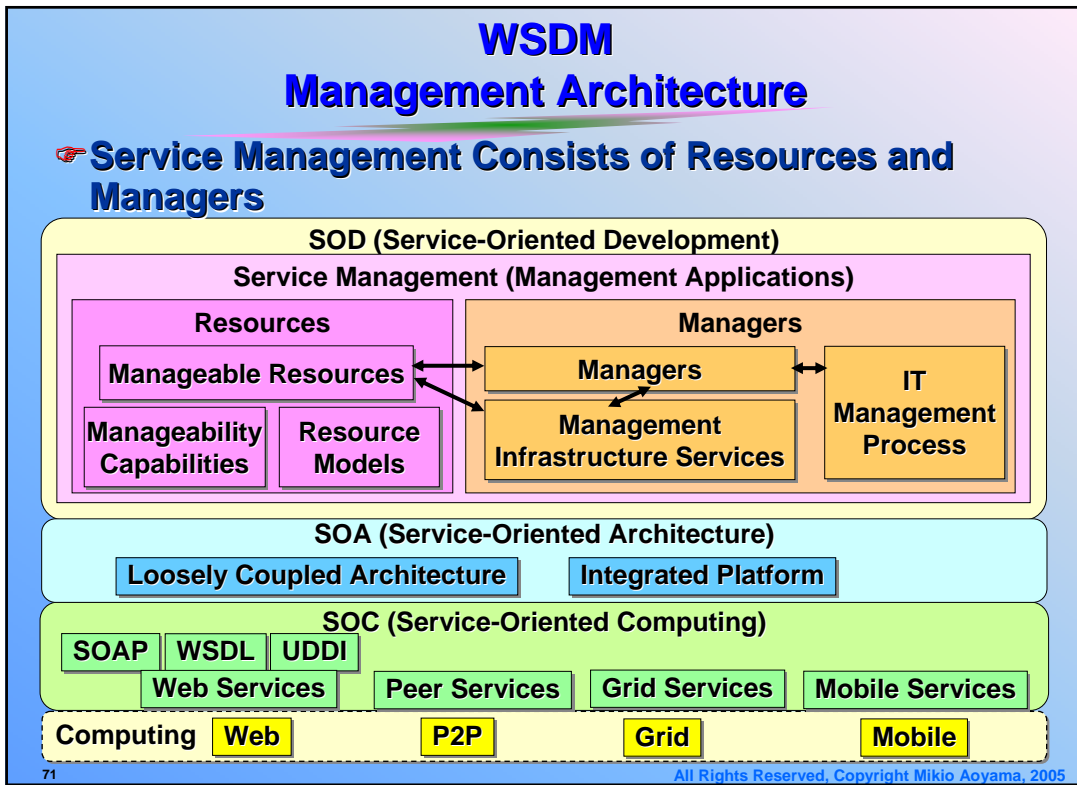 WSDM
Management Architecture
Service Management Consists of Resources and
Managers
SOD (Service-Oriented Development)
Service Management (Management Applications)
Resources
Managers
Manageable Resources
Managers
IT
Management
Process
Manageability
Capabilities
Resource
Models
Management
Infrastructure Services
SOA (Service-Oriented Architecture)
Loosely Coupled Architecture
Integrated Platform
SOC (Service-Oriented Computing)
SOAP
WSDL
UDDI
Web Services
Peer Services
Grid Services
Mobile Services
Computing
Web
P2P
Grid
Mobile
71
All Rights Reserved, Copyright Mikio Aoyama, 2005